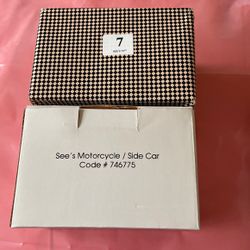 7
See's Motorcycle / Side Car
Code # 746775